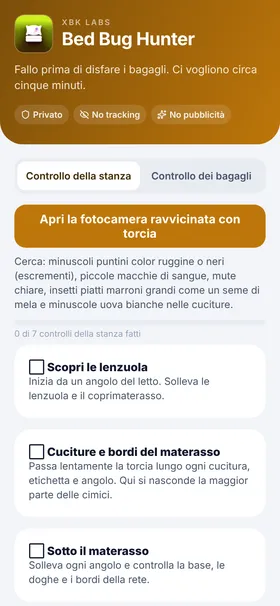 XBK LABS
Bed Bug Hunter
Fallo prima di disfare i bagagli. Ci vogliono circa
cinque minuti.
Privato
No tracking
No pubblicità
Controllo della stanza
Controllo dei bagagli
Apri la fotocamera ravvicinata con
torcia
Cerca: minuscoli puntini color ruggine o neri
(escrementi), piccole macchie di sangue, mute
chiare, insetti piatti marroni grandi come un seme di
mela e minuscole uova bianche nelle cuciture.
0 di 7 controlli della stanza fatti
Scopri le lenzuola
Inizia da un angolo del letto. Solleva le
lenzuola e il coprimaterasso.
Cuciture e bordi del materasso
Passa lentamente la torcia lungo ogni cucitura,
etichetta e angolo. Qui si nasconde la maggior
parte delle cimici.
Sotto il materasso
Solleva ogni angolo e controlla la base, le
doghe e i bordi della rete.